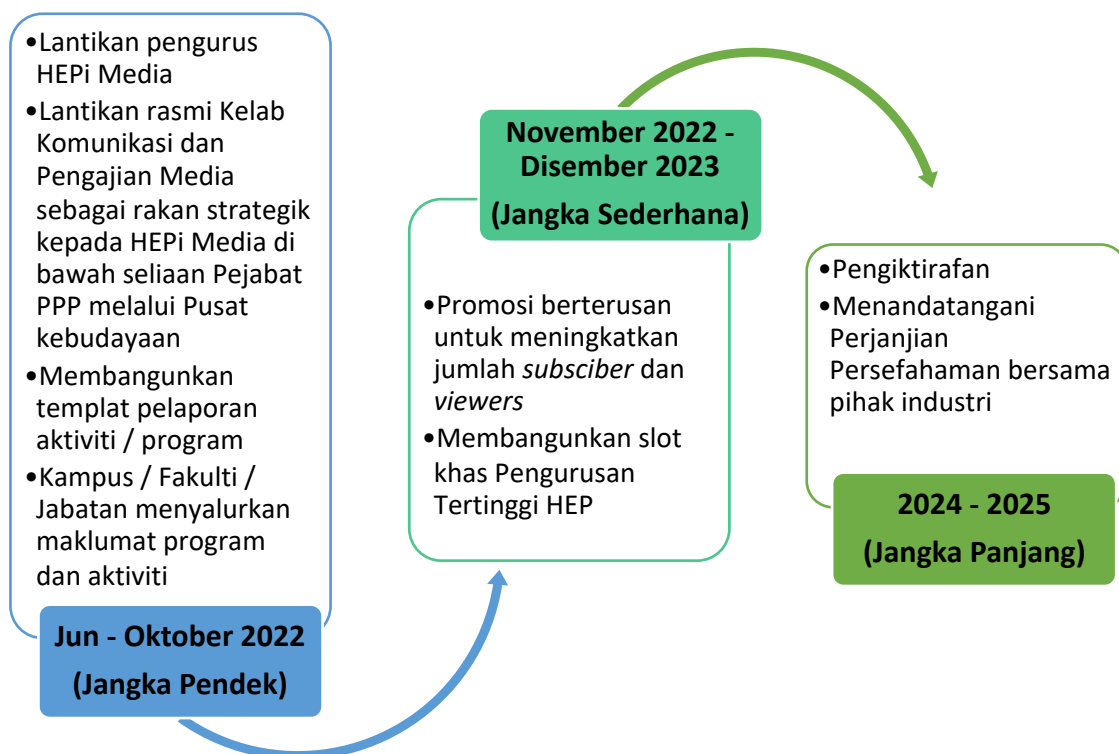 •Lantikan pengurus
HEPi Media
•Lantikan rasmi Kelab
Komunikasi dan
Pengajian Media
sebagai rakan strategik
kepada HEPi Media di
bawah seliaan Pejabat
PPP melalui Pusat
kebudayaan
•Membangunkan
templat pelaporan
aktiviti / program
•Kampus / Fakulti /
Jabatan menyalurkan
maklumat program
dan aktiviti
Jun - Oktober 2022
(Jangka Pendek)
November 2022 -
Disember 2023
(Jangka Sederhana)
•Promosi berterusan
untuk meningkatkan
jumlah subsciber dan
viewers
•Membangunkan slot
khas Pengurusan
Tertinggi HEP
•Pengiktirafan
•Menandatangani
Perjanjian
Persefahaman bersama
pihak industri
2024 - 2025
(Jangka Panjang)